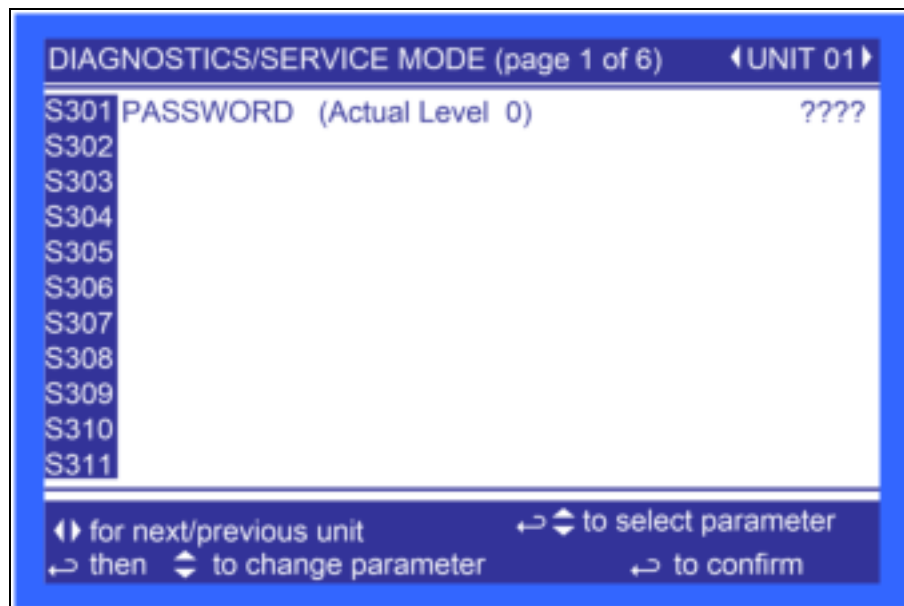 DIAGNOSTICS/SERVICE MODE (page 1 of 6) UNIT 01
S301 PASSWORD (Actual Level 0) ????
S302
S303
S304
S305
S306
S307
S308
S309
S310
S311
for next/previous unit
to select parameter
then to change parameter
to confirm